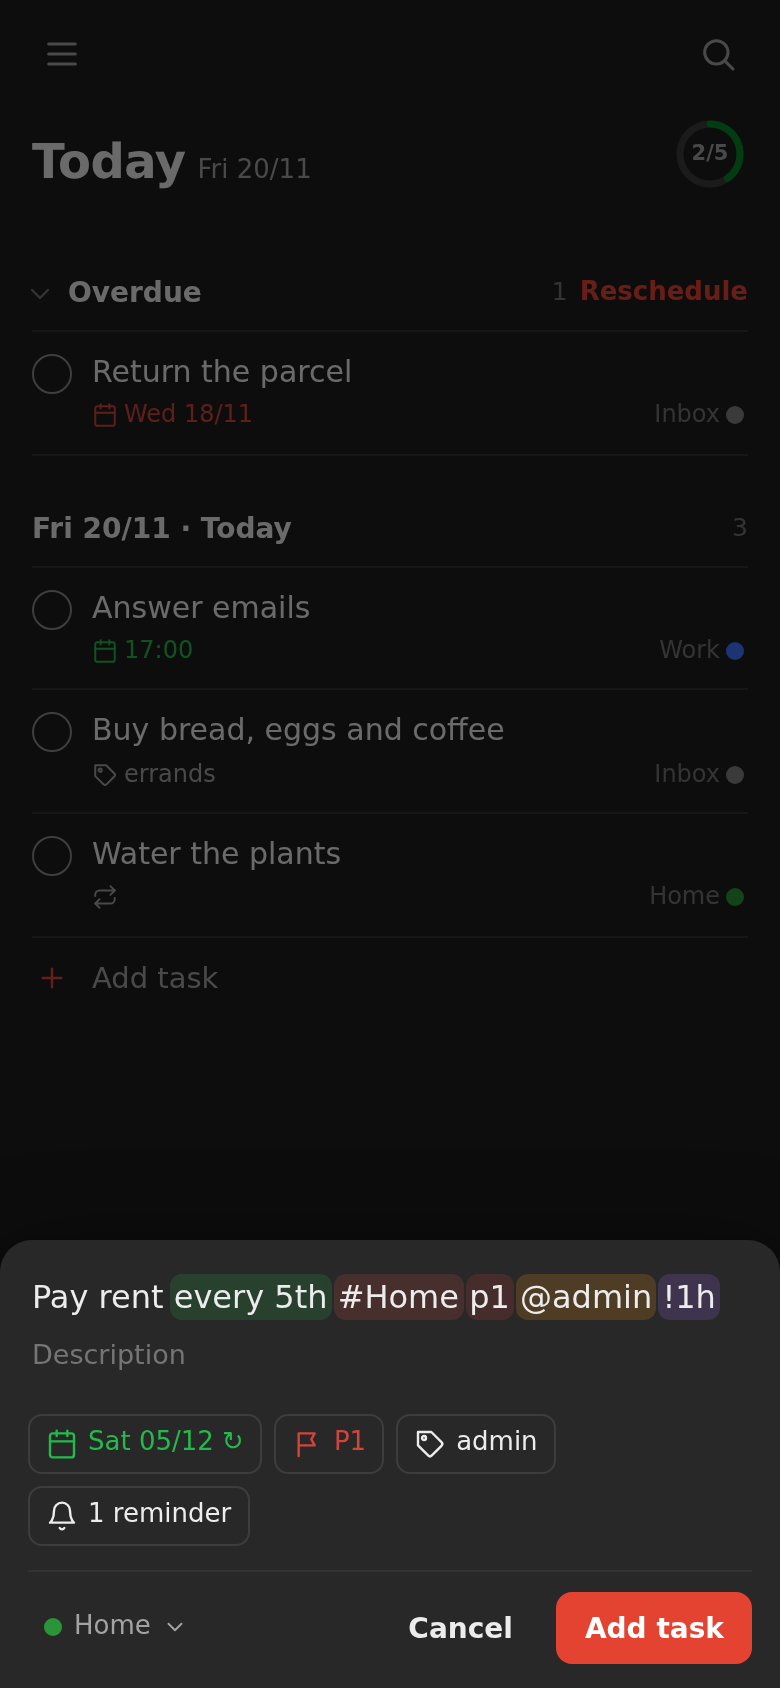 Today Fri 20/11
2/5
Overdue 1 Reschedule
Return the parcel
Wed 18/11 Inbox
Fri 20/11 · Today 3
Answer emails
17:00 Work
Buy bread, eggs and coffee
errands Inbox
Water the plants
Home
+ Add task
Pay rent every 5th #Home p1 @admin !1h
Description
Sat 05/12 ↻ P1 admin
1 reminder
Home Cancel Add task